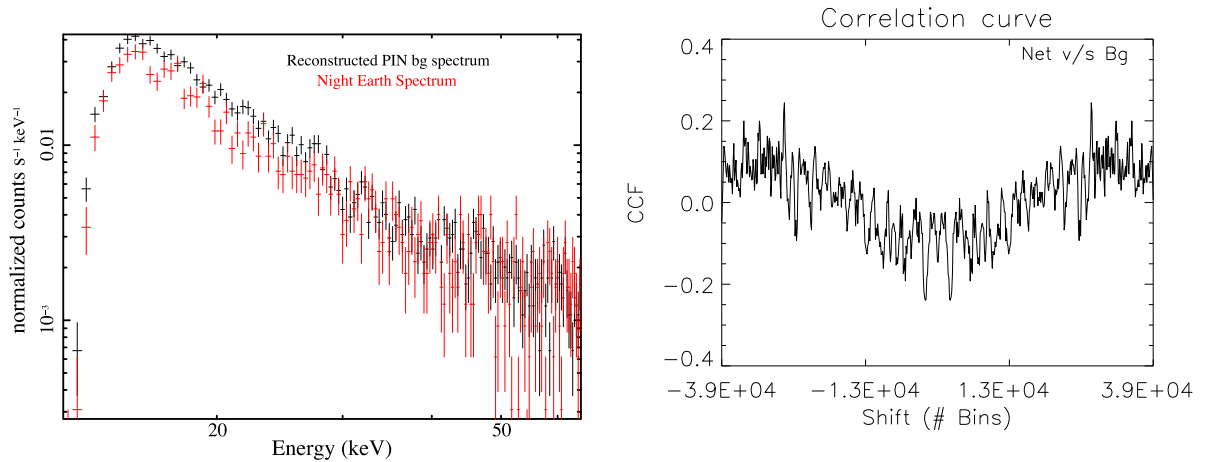 Reconstructed PIN bg spectrum
Night Earth Spectrum
normalized counts s⁻¹ keV⁻¹
0.01
10⁻³
20
50
Energy (keV)
Correlation curve
Net v/s Bg
CCF
0.4
0.2
0.0
−0.2
−0.4
−3.9E+04
−1.3E+04
1.3E+04
3.9E+04
Shift (# Bins)